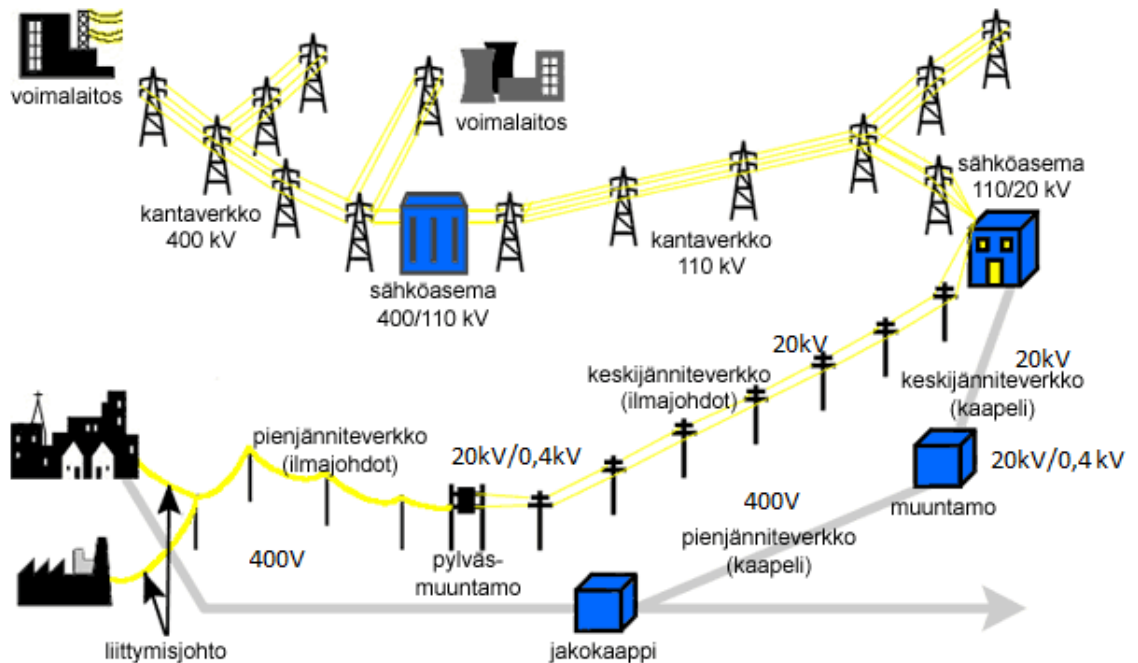 voimalaitos
voimalaitos
kantaverkko
400 kV
sähköasema
400/110 kV
kantaverkko
110 kV
sähköasema
110/20 kV
20kV
keskijänniteverkko
(ilmajohdot)
20kV
keskijänniteverkko
(kaapeli)
pienjänniteverkko
(ilmajohdot)
20kV/0,4kV
20kV/0,4 kV
muuntamo
400V
pienjänniteverkko
(kaapeli)
400V
pylväs-
muuntamo
liittymisjohto
jakokaappi